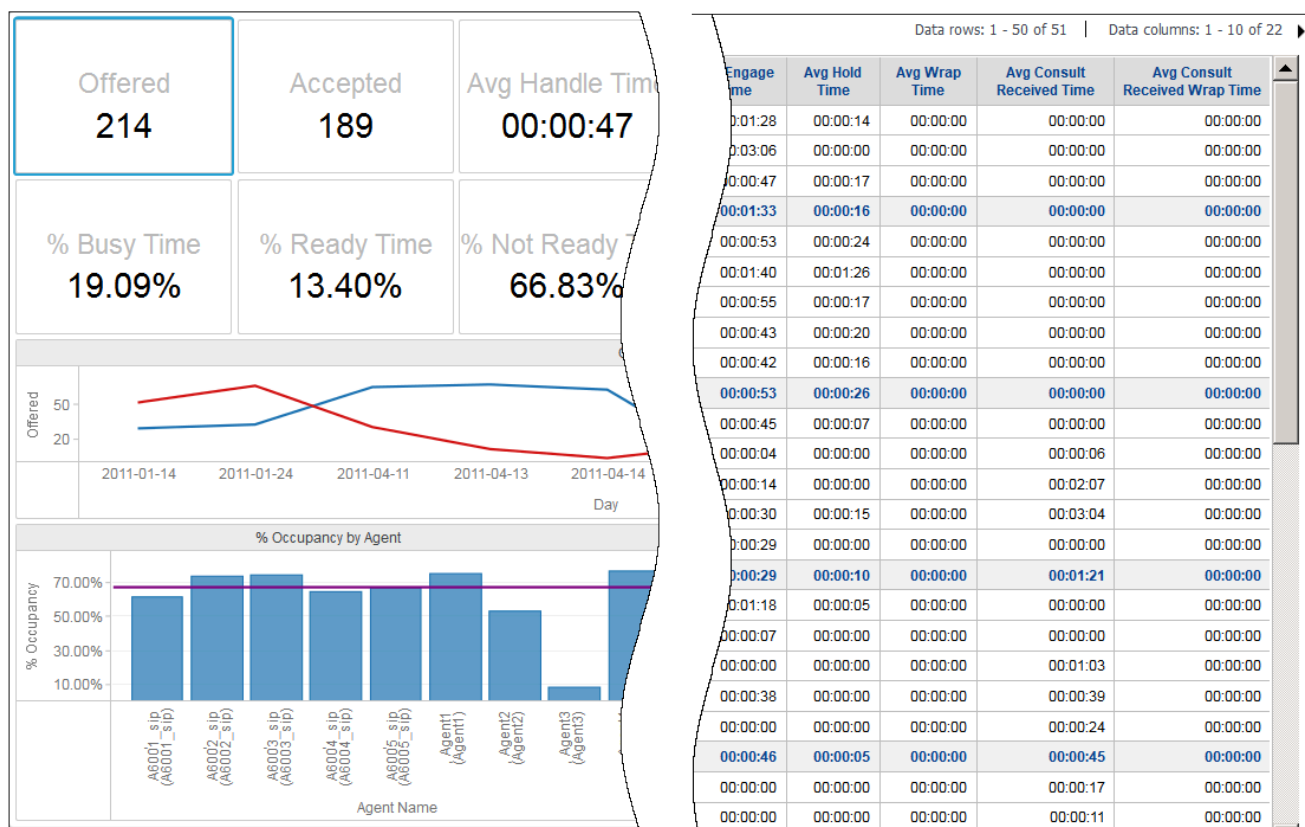 Offered
214
Accepted
189
Avg Handle Time
00:00:47
% Busy Time
19.09%
% Ready Time
13.40%
% Not Ready
66.83%
Offered
50
20
2011-01-14 2011-01-24 2011-04-11 2011-04-13 2011-04-14
Day
% Occupancy by Agent
% Occupancy
70.00%
50.00%
30.00%
10.00%
A6001_sip, (A6001_sip)
A6002_sip, (A6002_sip)
A6003_sip, (A6003_sip)
A6004_sip, (A6004_sip)
A6005_sip, (A6005_sip)
Agent1, (Agent1)
Agent2, (Agent2)
Agent3, (Agent3)
Agent Name
Data rows: 1 - 50 of 51 | Data columns: 1 - 10 of 22
Engage Avg Hold Avg Wrap Avg Consult Avg Consult
Time Time Received Time Received Wrap Time
0:01:28 00:00:14 00:00:00 00:00:00 00:00:00
0:03:06 00:00:00 00:00:00 00:00:00 00:00:00
00:00:47 00:00:17 00:00:00 00:00:00 00:00:00
00:01:33 00:00:16 00:00:00 00:00:00 00:00:00
00:00:53 00:00:24 00:00:00 00:00:00 00:00:00
00:01:40 00:01:26 00:00:00 00:00:00 00:00:00
00:00:55 00:00:17 00:00:00 00:00:00 00:00:00
00:00:43 00:00:20 00:00:00 00:00:00 00:00:00
00:00:42 00:00:16 00:00:00 00:00:00 00:00:00
00:00:53 00:00:26 00:00:00 00:00:00 00:00:00
00:00:45 00:00:07 00:00:00 00:00:00 00:00:00
00:00:04 00:00:00 00:00:00 00:00:06 00:00:00
00:00:14 00:00:00 00:00:00 00:02:07 00:00:00
00:00:30 00:00:15 00:00:00 00:03:04 00:00:00
0:00:29 00:00:00 00:00:00 00:00:00 00:00:00
0:00:29 00:00:10 00:00:00 00:01:21 00:00:00
0:01:18 00:00:05 00:00:00 00:00:00 00:00:00
00:00:07 00:00:00 00:00:00 00:00:00 00:00:00
00:00:00 00:00:00 00:00:00 00:01:03 00:00:00
00:00:38 00:00:00 00:00:00 00:00:39 00:00:00
00:00:00 00:00:00 00:00:00 00:00:24 00:00:00
00:00:46 00:00:05 00:00:00 00:00:45 00:00:00
00:00:00 00:00:00 00:00:00 00:00:17 00:00:00
00:00:00 00:00:00 00:00:00 00:00:11 00:00:00